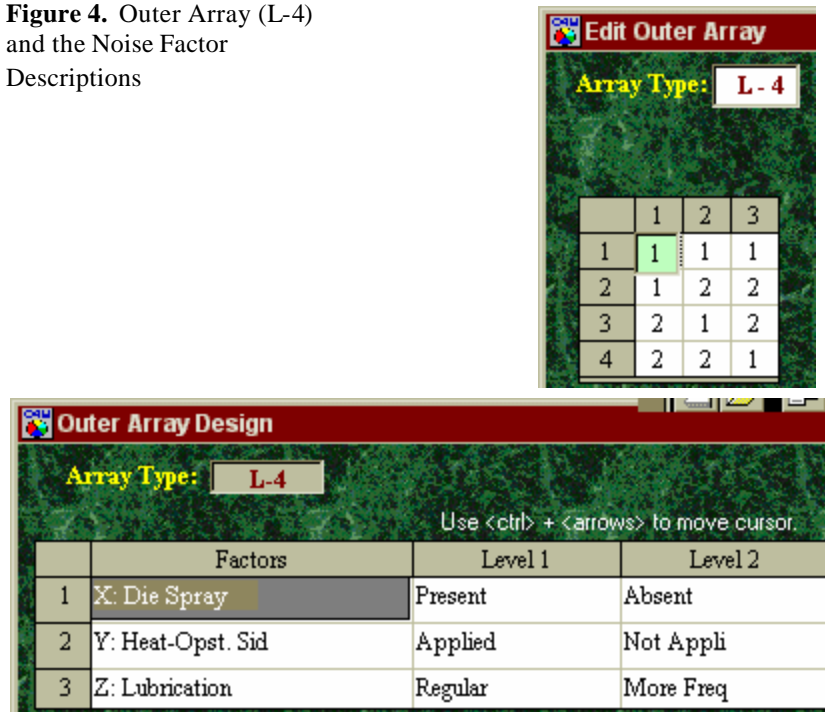 Figure 4. Outer Array (L-4)
and the Noise Factor
Descriptions
Edit Outer Array
Array Type: L - 4
1 2 3
1 1 1 1
2 1 2 2
3 2 1 2
4 2 2 1
Outer Array Design
Array Type: L-4
Use <ctrl> + <arrows> to move cursor.
Factors Level 1 Level 2
1 X: Die Spray Present Absent
2 Y: Heat-Opst. Sid Applied Not Appli
3 Z: Lubrication Regular More Freq